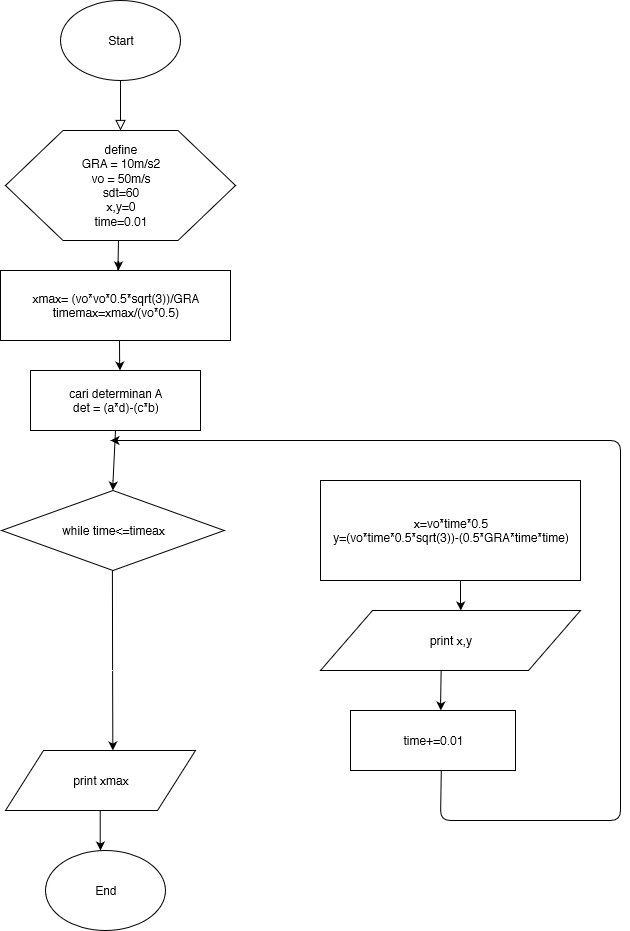 Start
define
GRA = 10m/s2
vo = 50m/s
sdt=60
x,y=0
time=0.01
xmax= (vo*vo*0.5*sqrt(3))/GRA
timemax=xmax/(vo*0.5)
cari determinan A
det = (a*d)-(c*b)
while time<=timeax
x=vo*time*0.5
y=(vo*time*0.5*sqrt(3))-(0.5*GRA*time*time)
print x,y
time+=0.01
print xmax
End